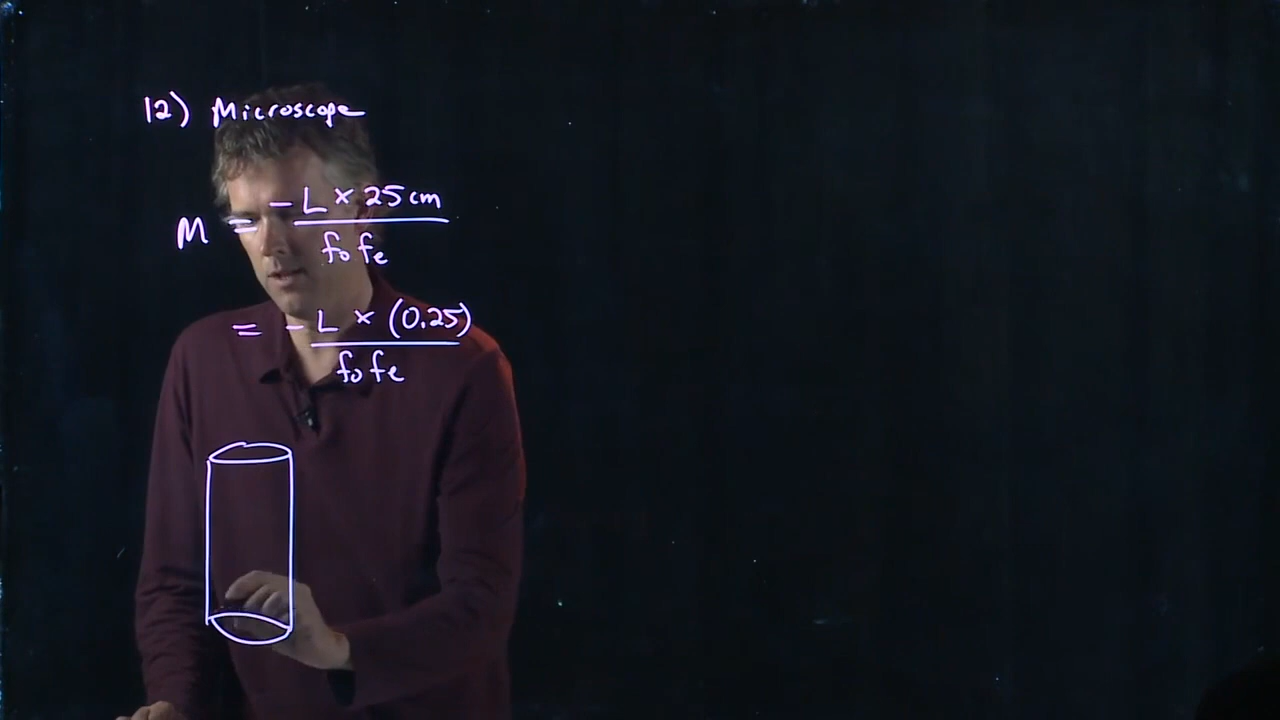 12) Microscope
M = -L × 25 cm / fo fe
= -L × (0.25) / fo fe